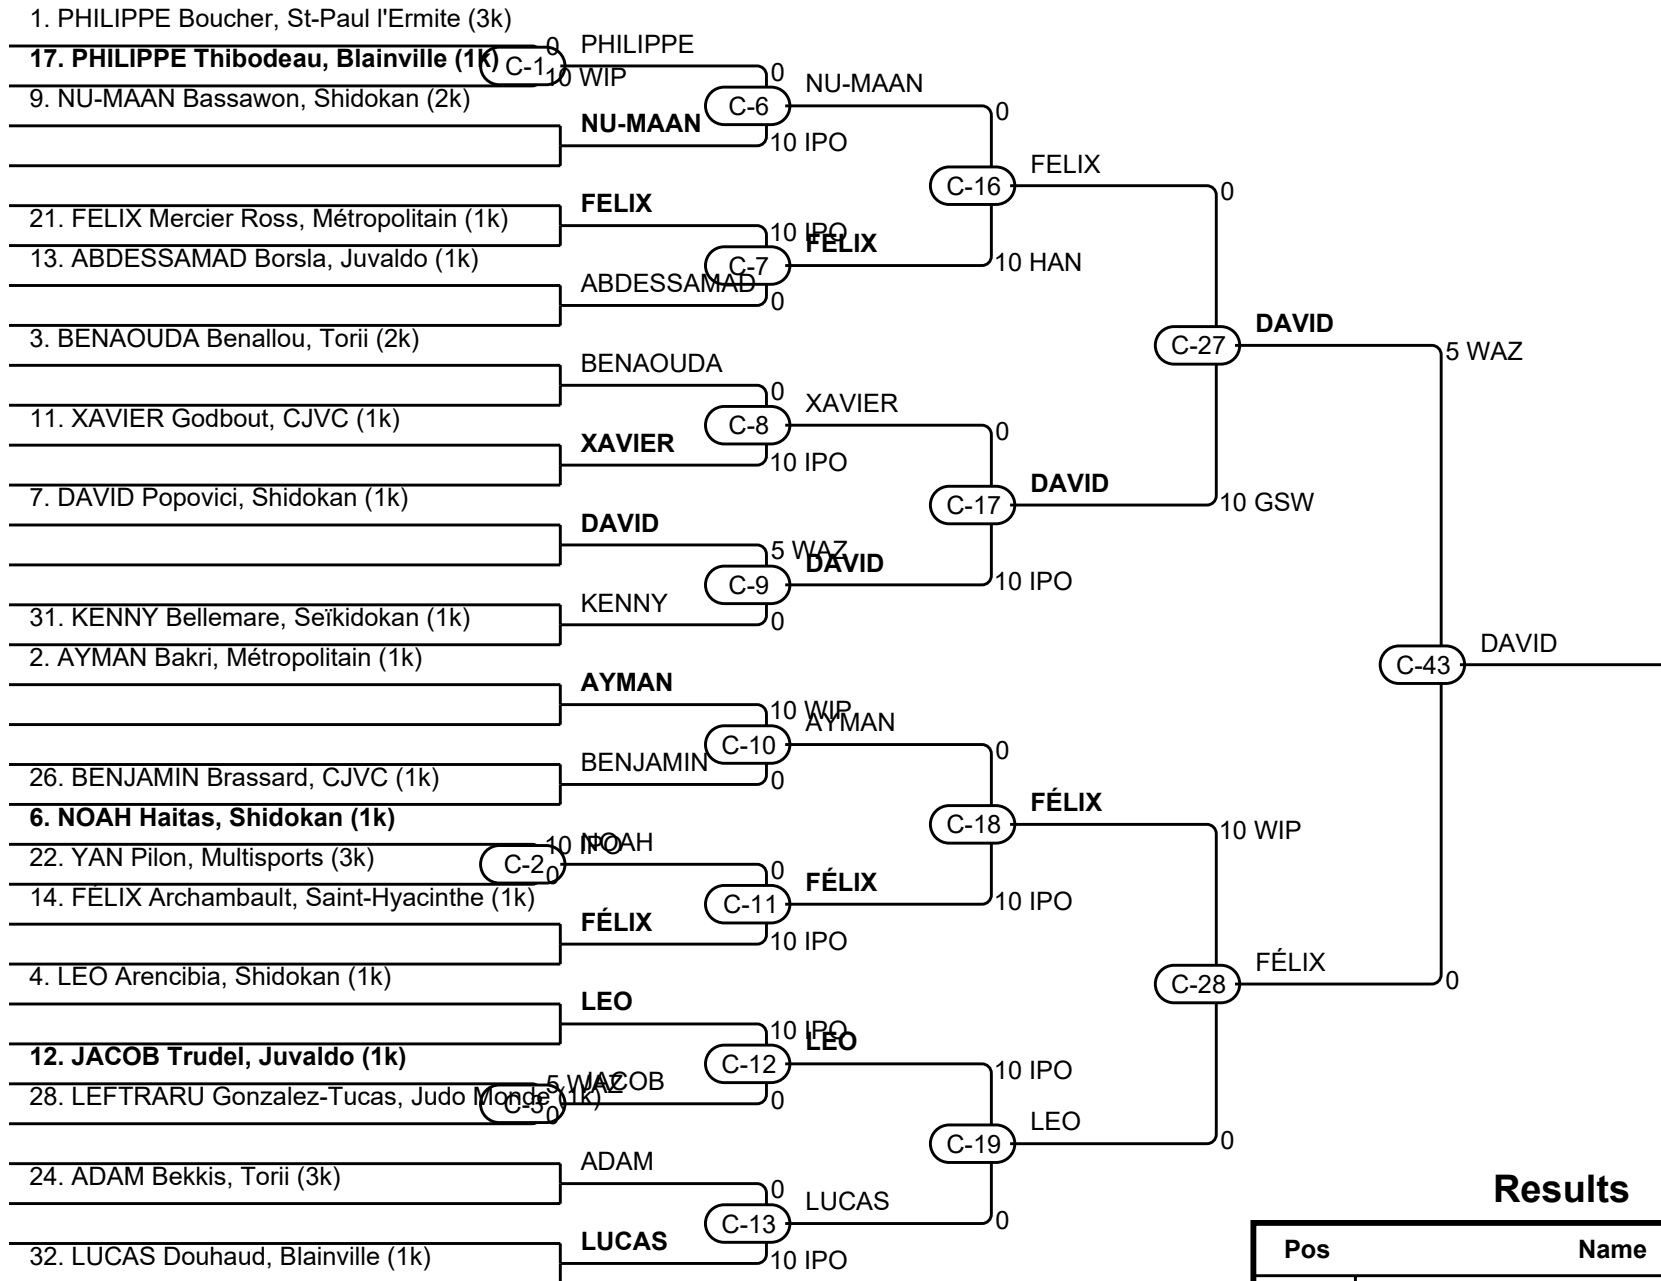 1. PHILIPPE Boucher, St-Paul l'Ermite (3k)
17. PHILIPPE Thibodeau, Blainville (1k)
C-1
0
10 WIP
PHILIPPE
9. NU-MAAN Bassawon, Shidokan (2k)
NU-MAAN
0
C-6
10 IPO
NU-MAAN
0
21. FELIX Mercier Ross, Métropolitain (1k)
FELIX
13. ABDESSAMAD Borsla, Juvaldo (1k)
ABDESSAMAD
10 IPO
C-7
0
FELIX
C-16
10 HAN
FELIX
0
3. BENAOUDA Benallou, Torii (2k)
BENAOUDA
11. XAVIER Godbout, CJVC (1k)
XAVIER
0
C-8
10 IPO
XAVIER
0
7. DAVID Popovici, Shidokan (1k)
DAVID
31. KENNY Bellemare, Seïkidokan (1k)
KENNY
5 WAZ
C-9
0
DAVID
C-17
10 IPO
DAVID
C-27
10 GSW
DAVID
5 WAZ
2. AYMAN Bakri, Métropolitain (1k)
AYMAN
26. BENJAMIN Brassard, CJVC (1k)
BENJAMIN
10 WIP
C-10
0
AYMAN
0
6. NOAH Haitas, Shidokan (1k)
22. YAN Pilon, Multisports (3k)
C-2
10 IPO
0
NOAH
14. FÉLIX Archambault, Saint-Hyacinthe (1k)
FÉLIX
0
C-11
10 IPO
FÉLIX
C-18
10 IPO
FÉLIX
10 WIP
4. LEO Arencibia, Shidokan (1k)
LEO
12. JACOB Trudel, Juvaldo (1k)
28. LEFTRARU Gonzalez-Tucas, Judo Monde (1k)
C-3
5 WAZ
0
JACOB
10 IPO
C-12
0
LEO
10 IPO
24. ADAM Bekkis, Torii (3k)
ADAM
32. LUCAS Douhaud, Blainville (1k)
LUCAS
0
C-13
10 IPO
LUCAS
C-19
0
LEO
C-28
0
FÉLIX
0
C-43
DAVID
Results
Pos Name